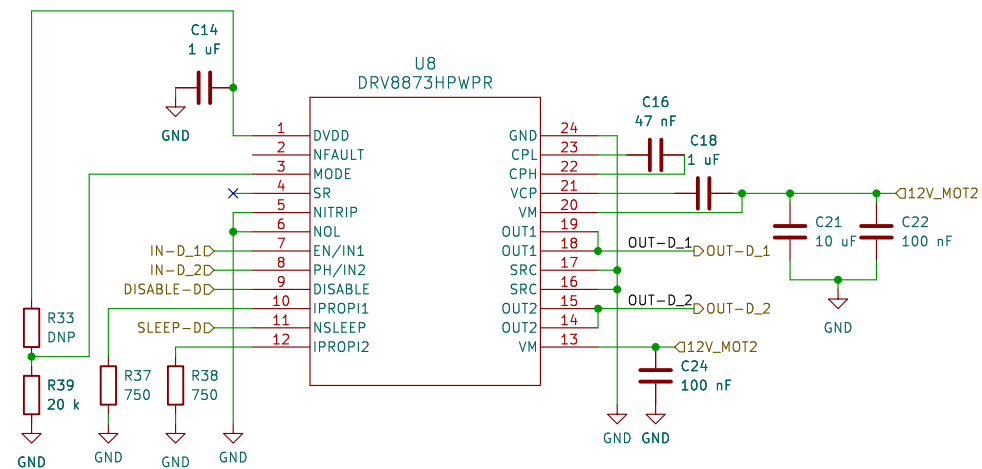 C14
1 uF
GND
U8
DRV8873HPWPR
1 DVDD
2 NFAULT
3 MODE
4 SR
5 NITRIP
6 NOL
7 EN/IN1
8 PH/IN2
9 DISABLE
10 IPROPI1
11 NSLEEP
12 IPROPI2
GND 24
CPL 23
CPH 22
VCP 21
VM 20
OUT1 19
OUT1 18
SRC 17
SRC 16
OUT2 15
OUT2 14
VM 13
IN-D_1
IN-D_2
DISABLE-D
SLEEP-D
R33
DNP
R39
20 k
GND
R37
750
GND
R38
750
GND
GND
C16
47 nF
C18
1 uF
12V_MOT2
C21
10 uF
C22
100 nF
GND
OUT-D_1
OUT-D_1
OUT-D_2
OUT-D_2
12V_MOT2
C24
100 nF
GND
GND